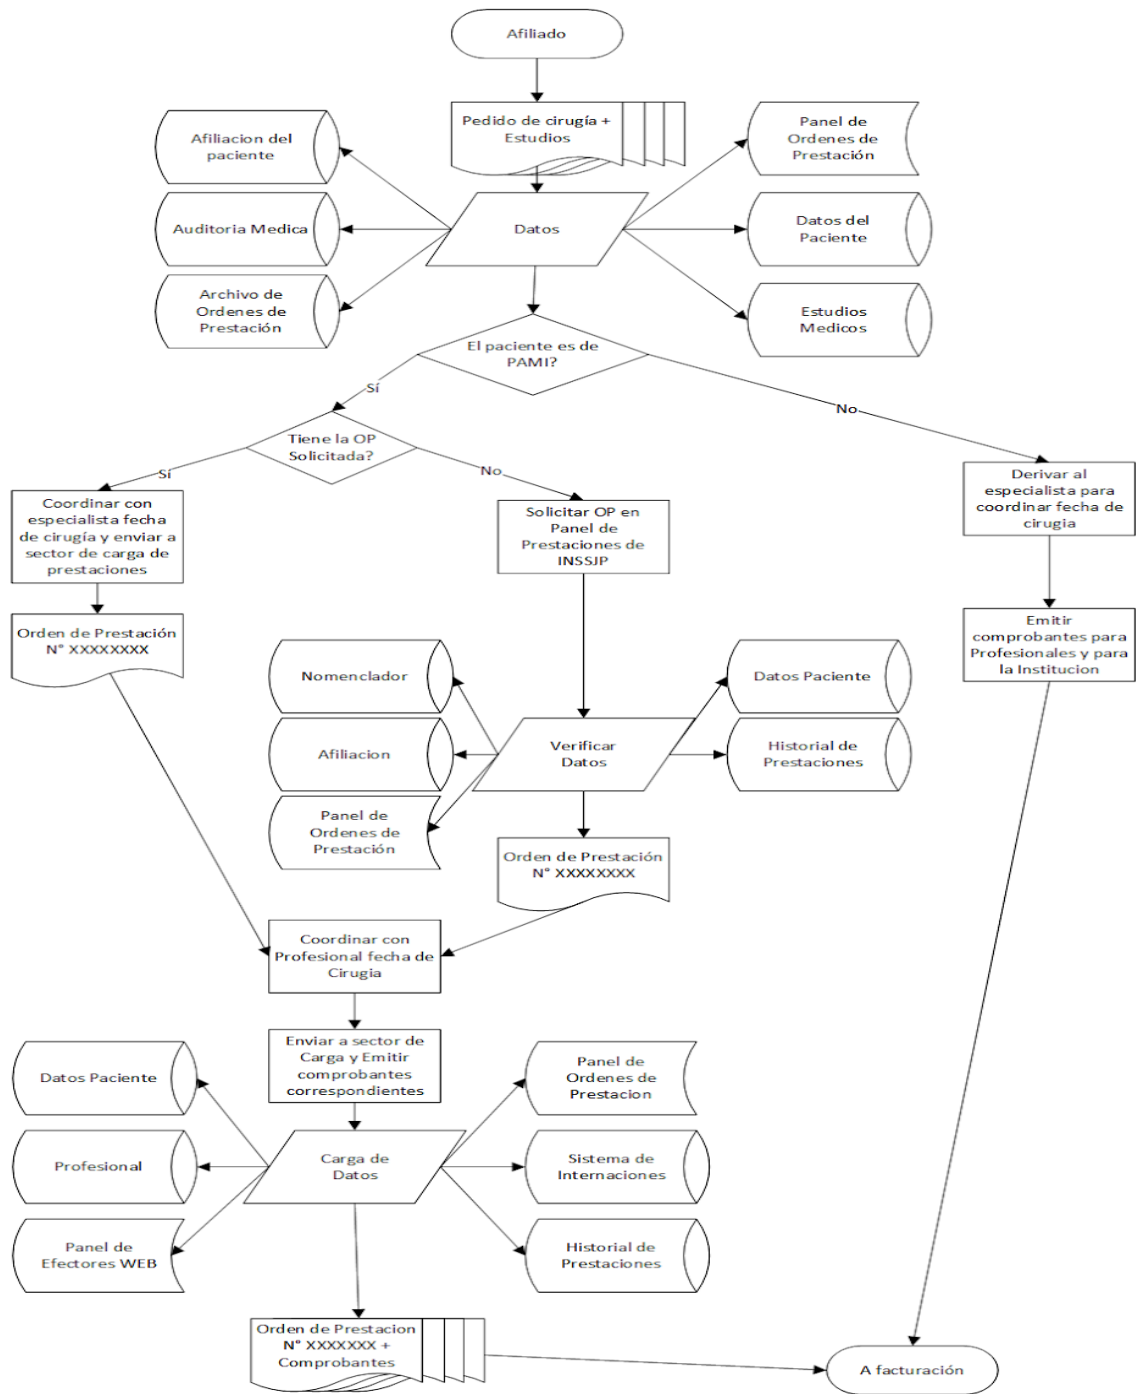 Afiliado
Pedido de cirugía +
Estudios
Afiliacion del
paciente
Panel de
Ordenes de
Prestación
Auditoria Medica
Datos
Datos del
Paciente
Archivo de
Ordenes de
Prestación
Estudios
Medicos
El paciente es de
PAMI?
Sí
No
Tiene la OP
Solicitada?
Sí
No
Coordinar con
especialista fecha
de cirugía y enviar a
sector de carga de
prestaciones
Solicitar OP en
Panel de
Prestaciones de
INSSJP
Derivar al
especialista para
coordinar fecha de
cirugia
Orden de Prestación
N° XXXXXXXX
Emitir
comprobantes para
Profesionales y para
la Institucion
Nomenclador
Datos Paciente
Afiliacion
Verificar
Datos
Historial de
Prestaciones
Panel de
Ordenes de
Prestación
Orden de Prestación
N° XXXXXXXX
Coordinar con
Profesional fecha de
Cirugia
Enviar a sector de
Carga y Emitir
comprobantes
correspondientes
Datos Paciente
Panel de
Ordenes de
Prestacion
Profesional
Carga de
Datos
Sistema de
Internaciones
Panel de
Efectores WEB
Historial de
Prestaciones
Orden de Prestacion
N° XXXXXXX +
Comprobantes
A facturación